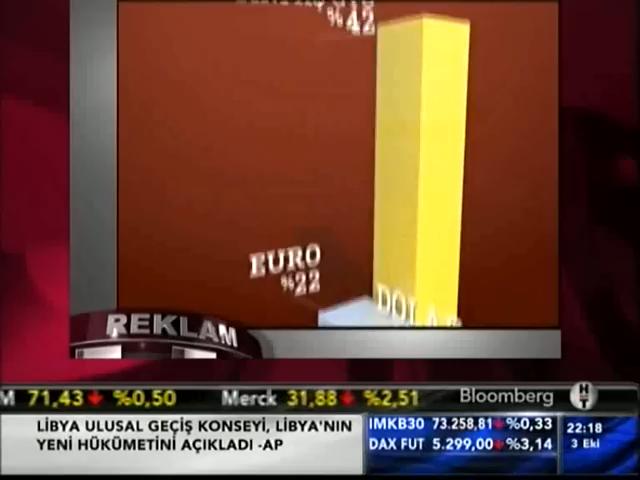 %42
EURO
%22
REKLAM
M 71,43 %0,50 Merck 31,88 %2,51 Bloomberg HT
LİBYA ULUSAL GEÇİŞ KONSEYİ, LİBYA'NIN
YENİ HÜKÜMETİNİ AÇIKLADI -AP
IMKB30 73.258,81 %0,33
DAX FUT 5.299,00 %3,14
22:18
3 Eki